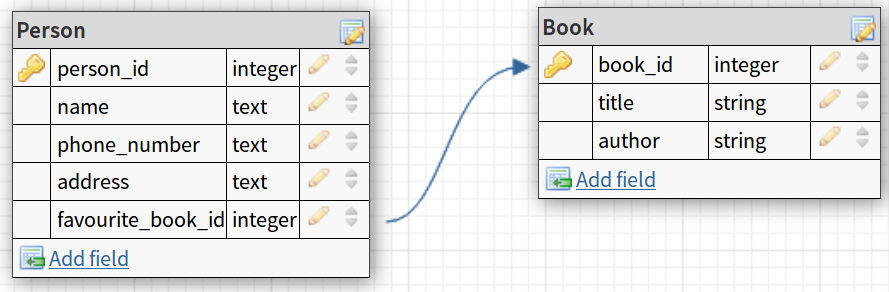 Person
person_id integer
name text
phone_number text
address text
favourite_book_id integer
Add field
Book
book_id integer
title string
author string
Add field